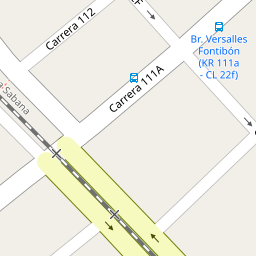 Carrera 112
Br. Versalles
Fontibón
(KR 111a
- CL 22f)
Carrera 111A
a Sabana